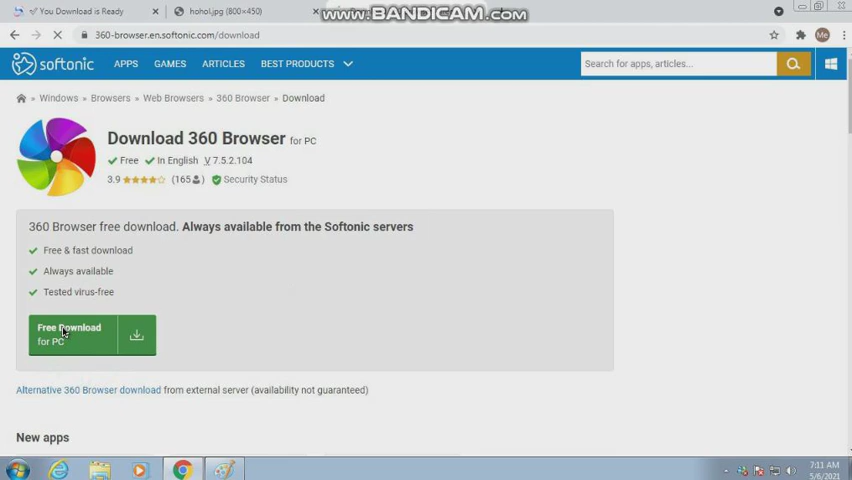 You Download is Ready
hohol.jpg (800×450)
www.BANDICAM.com
360-browser.en.softonic.com/download
Me
softonic
APPS GAMES ARTICLES BEST PRODUCTS
Search for apps, articles...
» Windows » Browsers » Web Browsers » 360 Browser » Download
Download 360 Browser for PC
Free In English V 7.5.2.104
3.9 (165) Security Status
360 Browser free download. Always available from the Softonic servers
Free & fast download
Always available
Tested virus-free
Free Download
for PC
Alternative 360 Browser download from external server (availability not guaranteed)
New apps
7:11 AM
5/6/2021